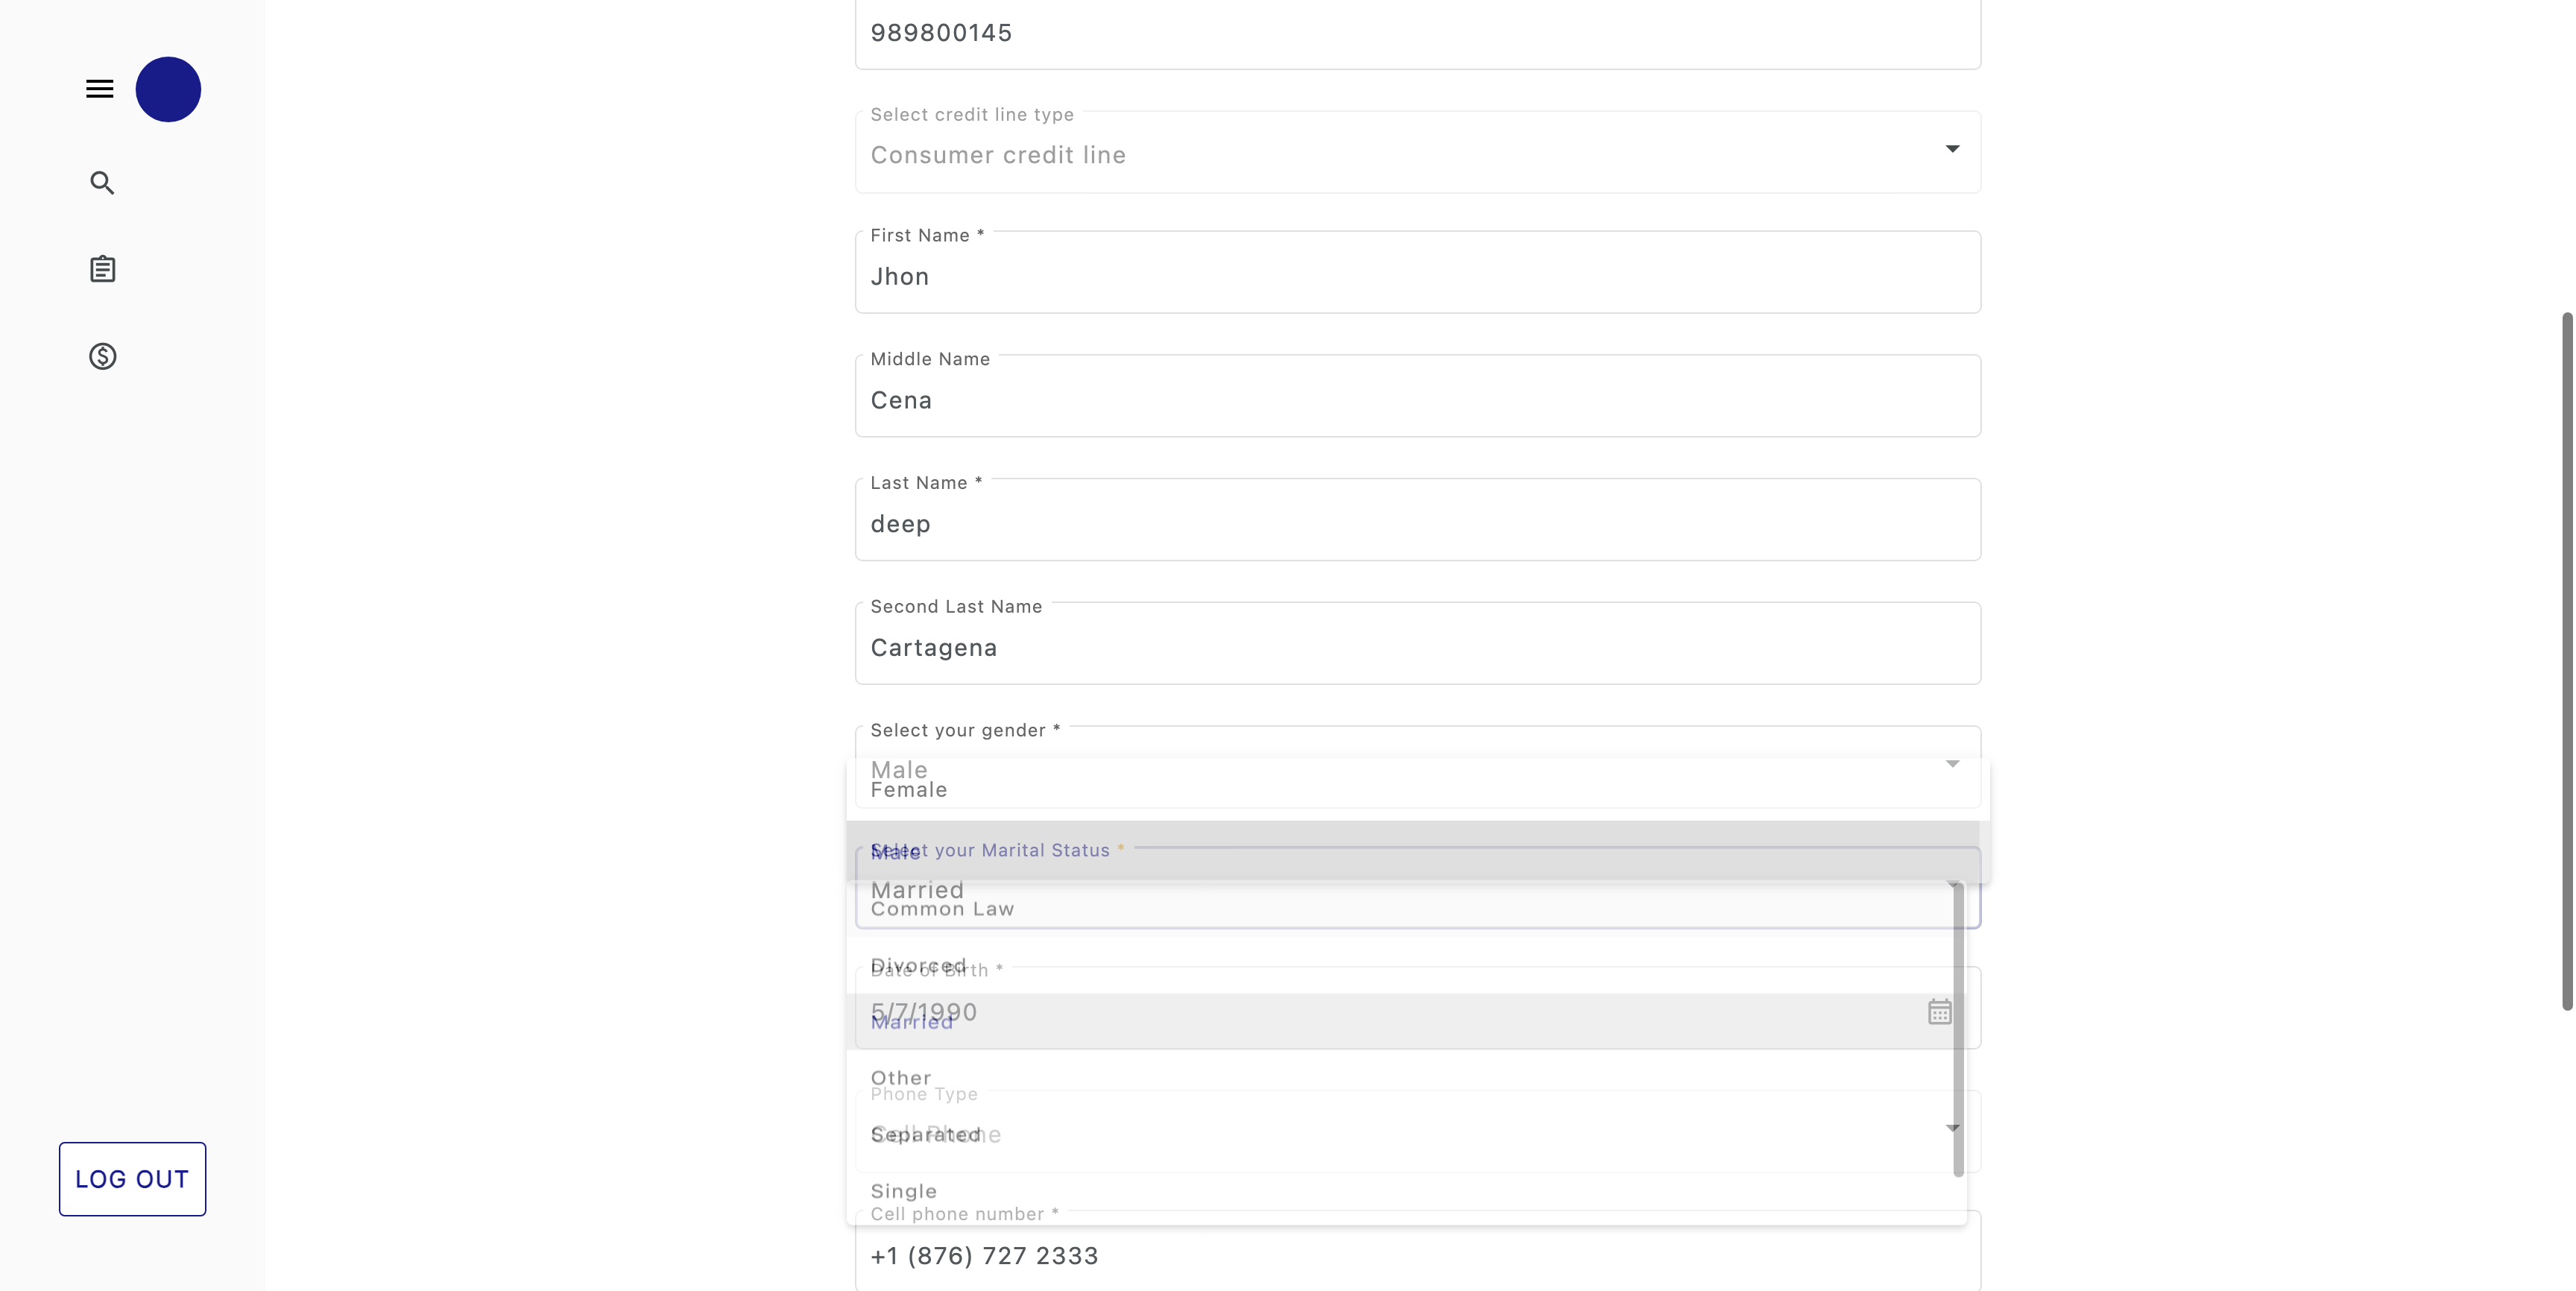 989800145
Select credit line type
Consumer credit line
First Name *
Jhon
Middle Name
Cena
Last Name *
deep
Second Last Name
Cartagena
Select your gender *
Male
Female
Male
Select your Marital Status *
Married
Common Law
Divorced
Date of Birth *
5/7/1990
Married
Other
Phone Type
Cell Phone
Separated
Single
Cell phone number *
+1 (876) 727 2333
LOG OUT